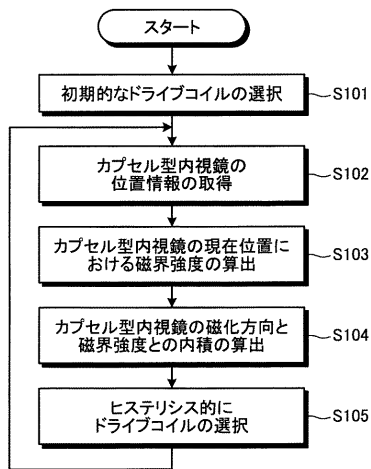 スタート
初期的なドライブコイルの選択
S101
カプセル型内視鏡の
位置情報の取得
S102
カプセル型内視鏡の現在位置に
おける磁界強度の算出
S103
カプセル型内視鏡の磁化方向と
磁界強度との内積の算出
S104
ヒステリシス的に
ドライブコイルの選択
S105